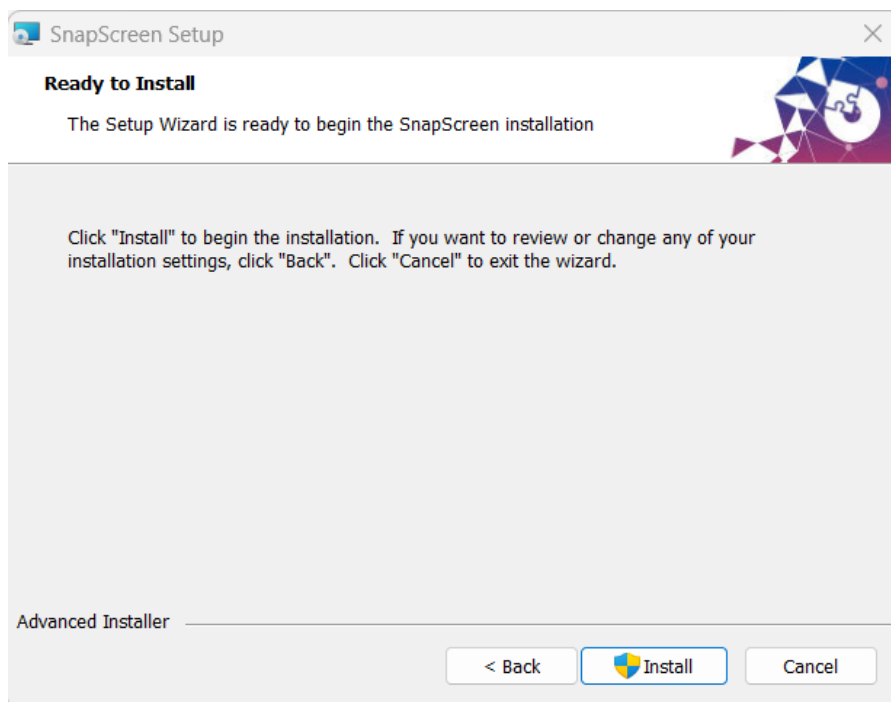 SnapScreen Setup
Ready to Install
The Setup Wizard is ready to begin the SnapScreen installation
Click "Install" to begin the installation.  If you want to review or change any of your
installation settings, click "Back".  Click "Cancel" to exit the wizard.
Advanced Installer
< Back
Install
Cancel